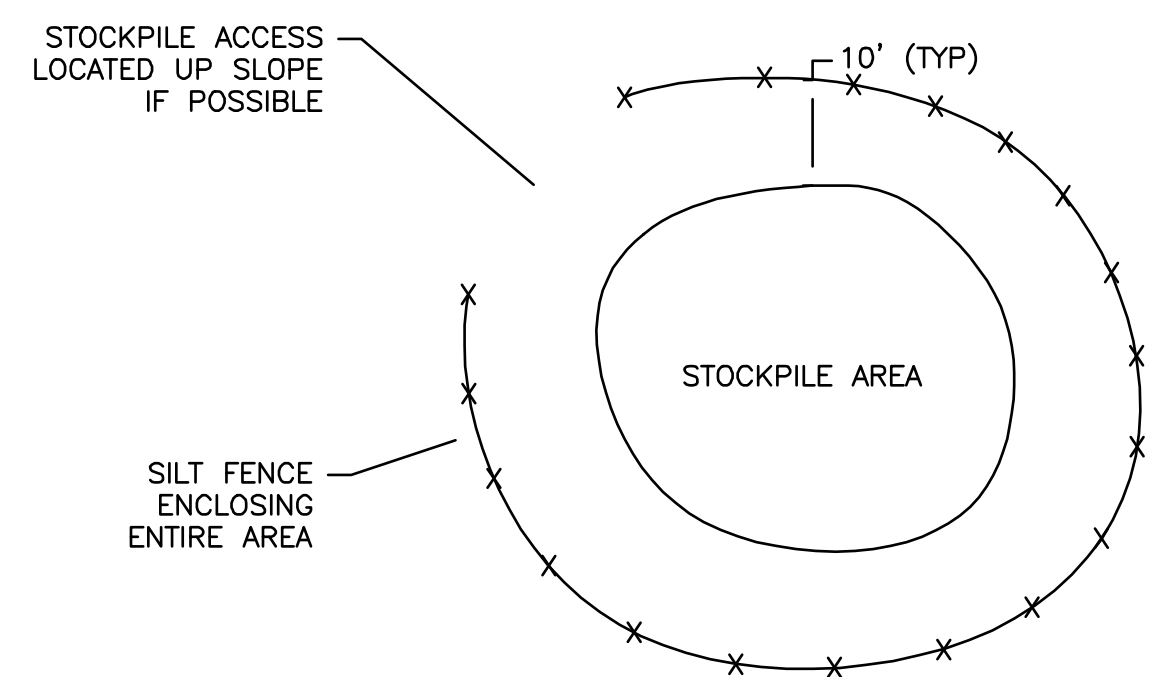 STOCKPILE ACCESS
LOCATED UP SLOPE
IF POSSIBLE
10' (TYP)
STOCKPILE AREA
SILT FENCE
ENCLOSING
ENTIRE AREA